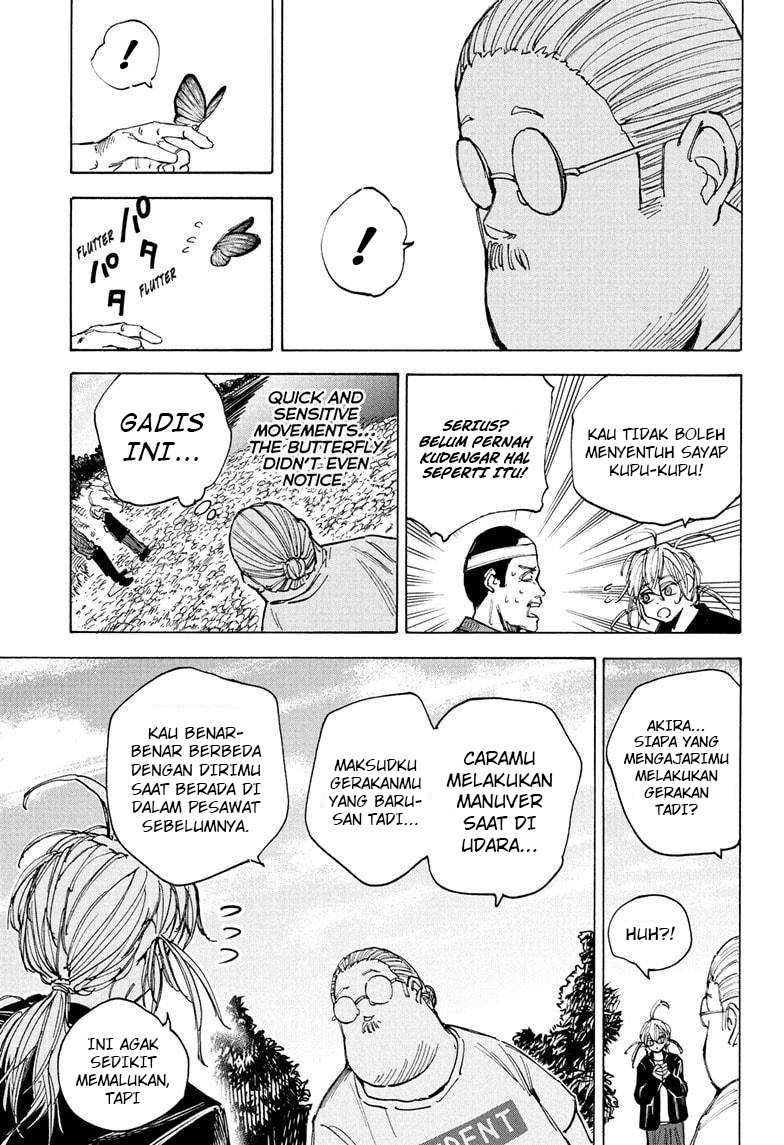 !
!
パタ
パタ
FLUTTER
FLUTTER
KAU TIDAK BOLEH
MENYENTUH SAYAP
KUPU-KUPU!
SERIUS?
BELUM PERNAH
KUDENGAR HAL
SEPERTI ITU!
QUICK AND
SENSITIVE
MOVEMENTS...
THE BUTTERFLY
DIDN'T EVEN
NOTICE.
GADIS
INI...
AKIRA...
SIAPA YANG
MENGAJARIMU
MELAKUKAN
GERAKAN
TADI?
HUH?!
CARAMU
MELAKUKAN
MANUVER
SAAT DI
UDARA...
MAKSUDKU
GERAKANMU
YANG BARU-
SAN TADI...
KAU BENAR-
BENAR BERBEDA
DENGAN DIRIMU
SAAT BERADA DI
DALAM PESAWAT
SEBELUMNYA.
INI AGAK
SEDIKIT
MEMALUKAN,
TAPI